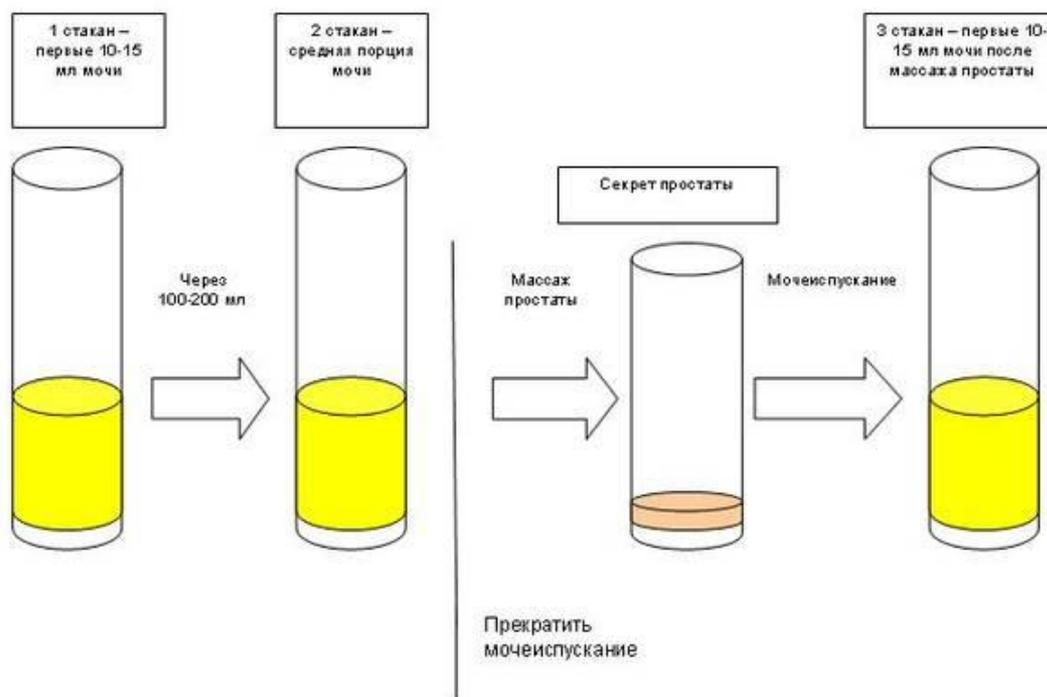 1 стакан –
первые 10-15
мл мочи
2 стакан –
средняя порция
мочи
3 стакан – первые 10-
15 мл мочи после
массажа простаты
Секрет простаты
Через
100-200 мл
Массаж
простаты
Мочеиспускание
Прекратить
мочеиспускание